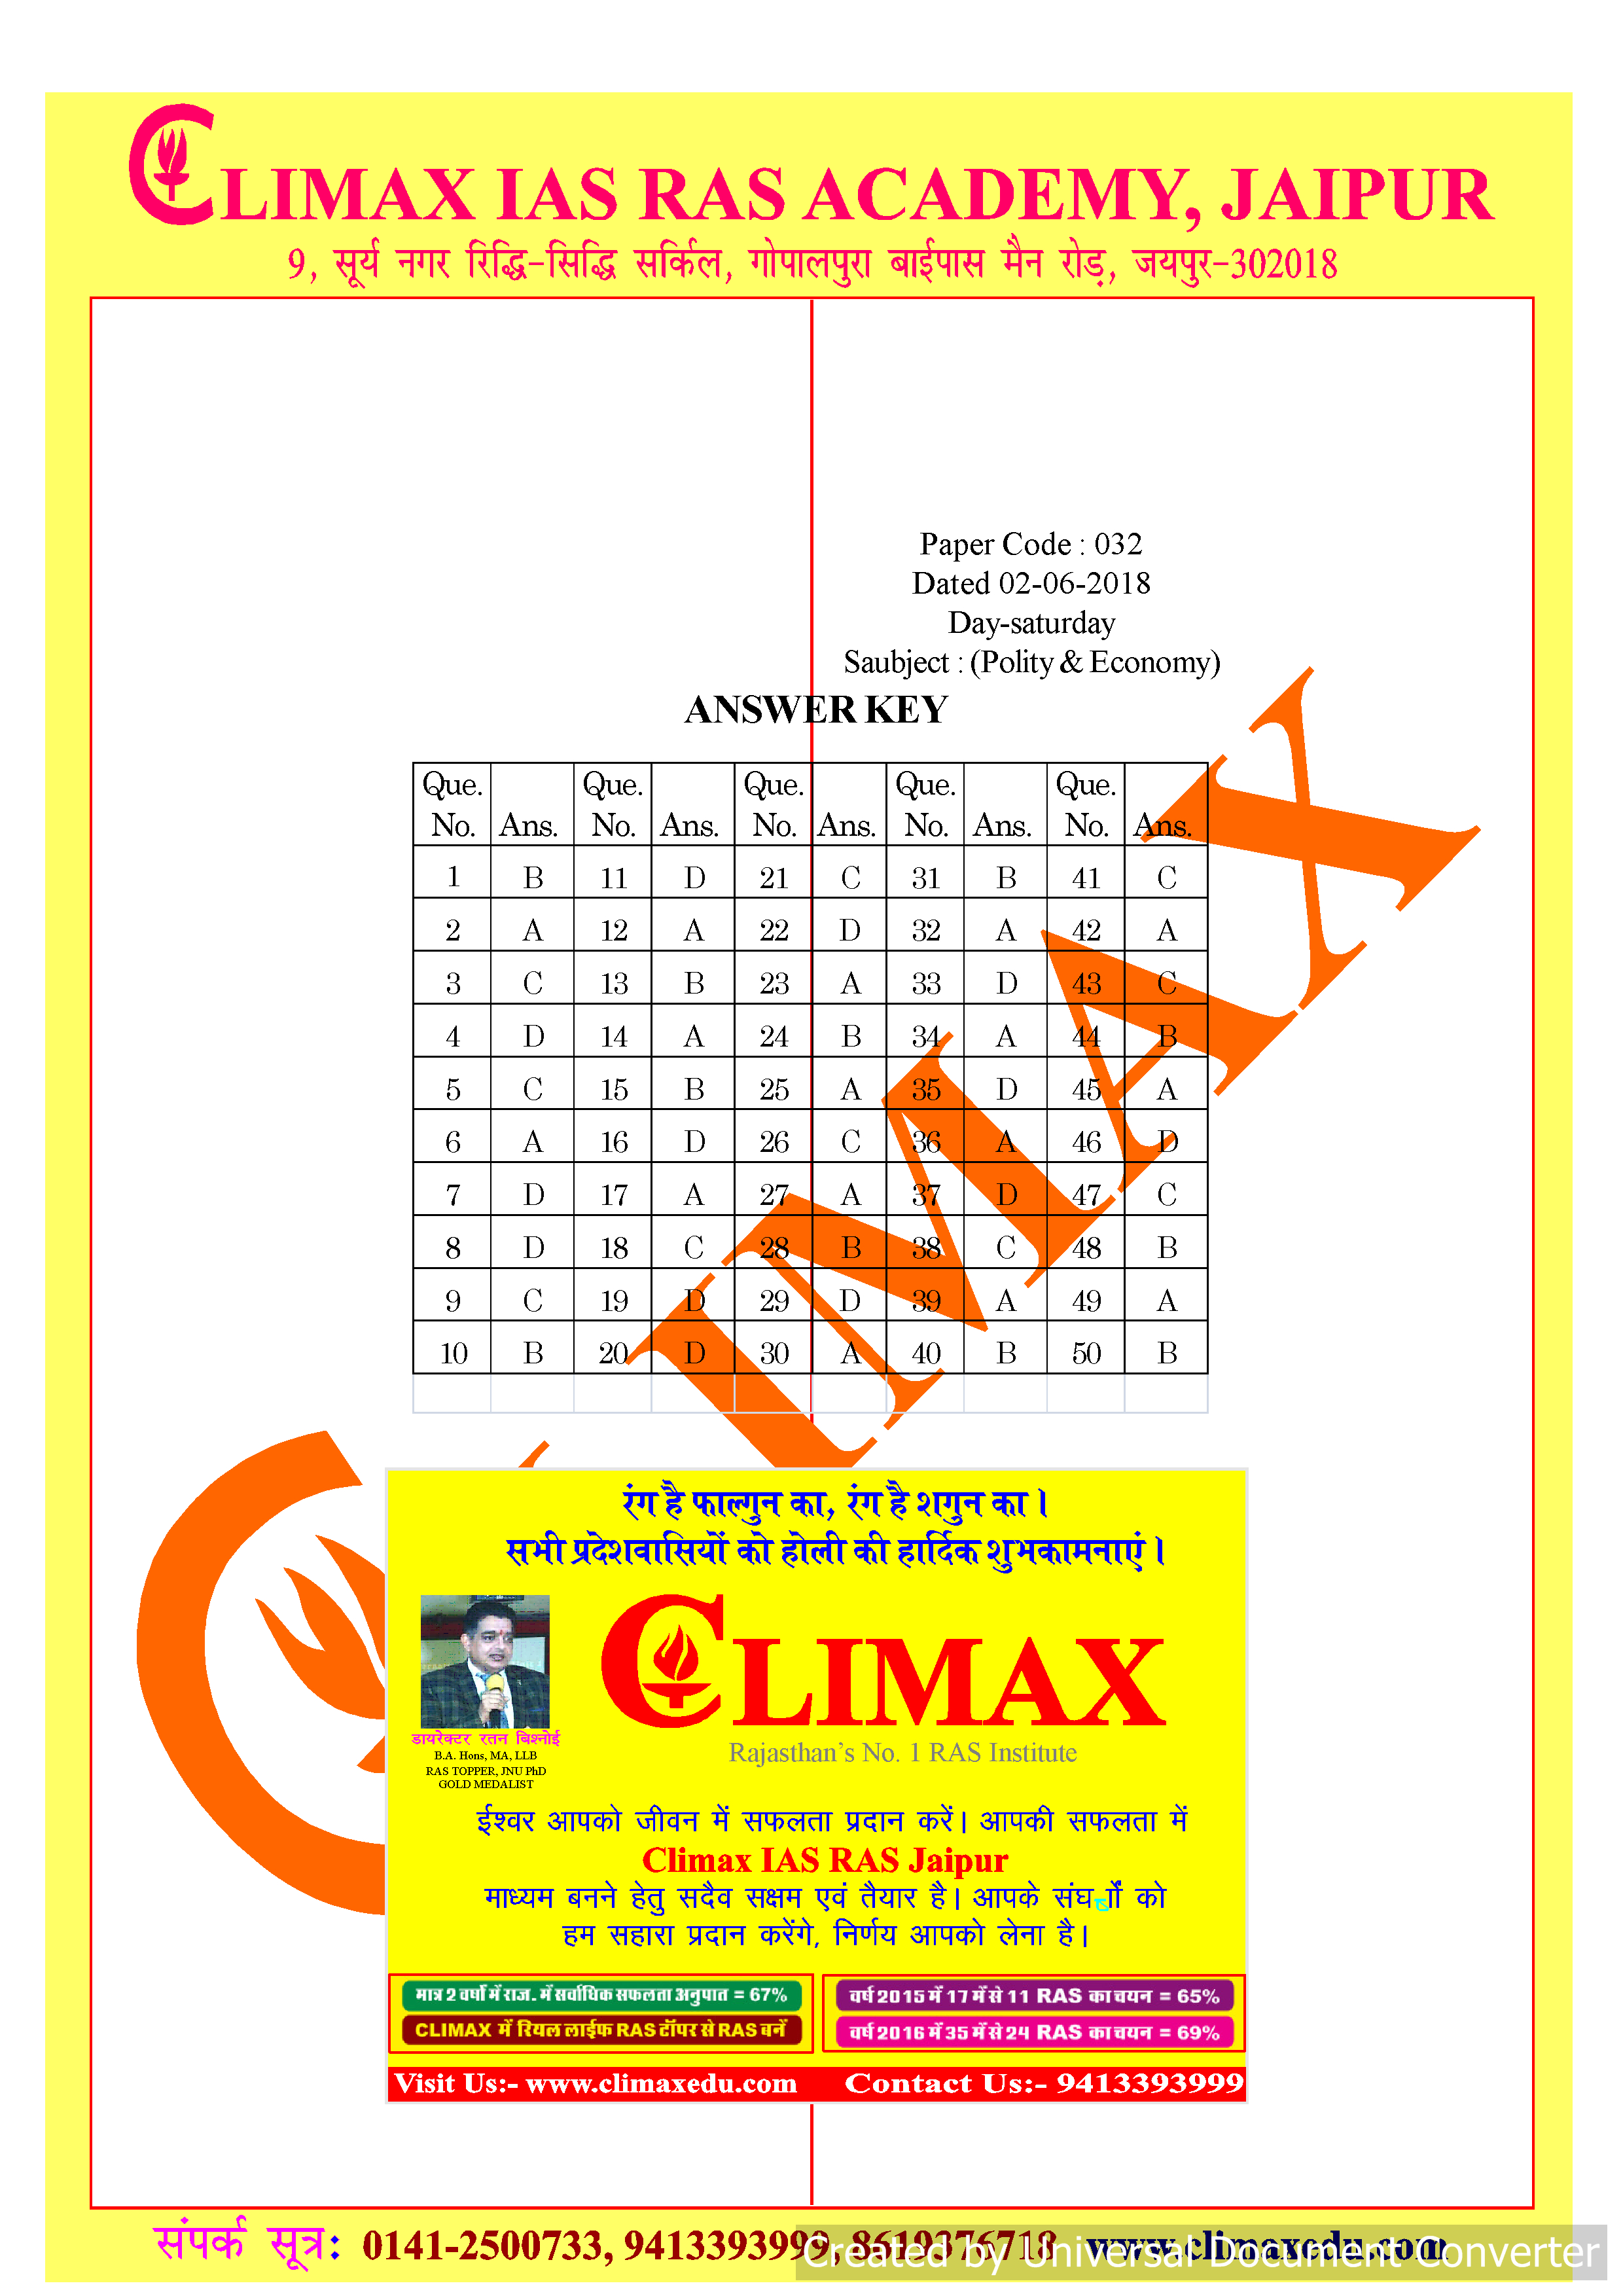 CLIMAX IAS RAS ACADEMY, JAIPUR
9, सूर्य नगर रिद्धि-सिद्धि सर्किल, गोपालपुरा बाईपास मैन रोड़, जयपुर-302018
Paper Code : 032
Dated 02-06-2018
Day-saturday
Saubject : (Polity & Economy)
ANSWER KEY
Que. No. Ans. Que. No. Ans. Que. No. Ans. Que. No. Ans. Que. No. Ans.
1 B 11 D 21 C 31 B 41 C
2 A 12 A 22 D 32 A 42 A
3 C 13 B 23 A 33 D 43 C
4 D 14 A 24 B 34 A 44 B
5 C 15 B 25 A 35 D 45 A
6 A 16 D 26 C 36 A 46 D
7 D 17 A 27 A 37 D 47 C
8 D 18 C 28 B 38 C 48 B
9 C 19 D 29 D 39 A 49 A
10 B 20 D 30 A 40 B 50 B
CLIMAX
रंग है फाल्गुन का, रंग है शगुन का।
सभी प्रदेशवासियों को होली की हार्दिक शुभकामनाएं।
CLIMAX
Rajasthan's No. 1 RAS Institute
डायरेक्टर रतन बिश्नोई
B.A. Hons, MA, LLB
RAS TOPPER, JNU PhD
GOLD MEDALIST
ईश्वर आपको जीवन में सफलता प्रदान करें। आपकी सफलता में
Climax IAS RAS Jaipur
माध्यम बनने हेतु सदैव सक्षम एवं तैयार है। आपके संघर्षों को
हम सहारा प्रदान करेंगे, निर्णय आपको लेना है।
मात्र 2 वर्षों में राज. में सर्वाधिक सफलता अनुपात = 67%
CLIMAX में रियल लाईफ RAS टॉपर से RAS बनें
वर्ष 2015 में 17 में से 11 RAS का चयन = 65%
वर्ष 2016 में 35 में से 24 RAS का चयन = 69%
Visit Us:- www.climaxedu.com Contact Us:- 9413393999
संपर्क सूत्र: 0141-2500733, 9413393999, 8619376718 www.climaxedu.com
Created by Universal Document Converter